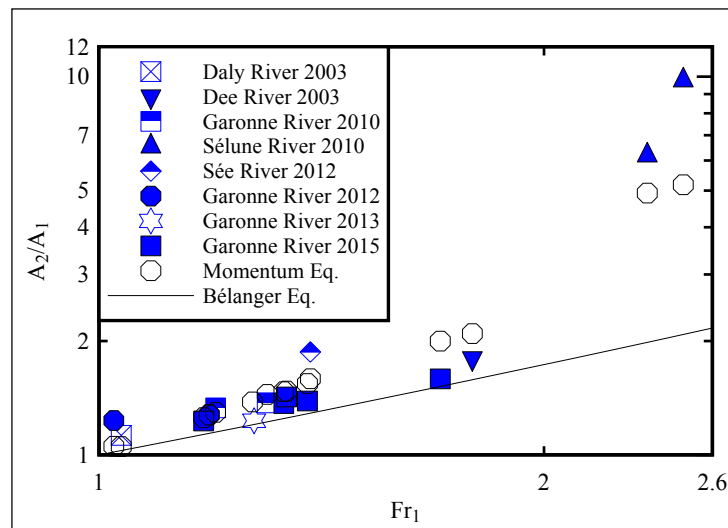 12
10
7
5
4
3
2
1
A2/A1
Daly River 2003
Dee River 2003
Garonne River 2010
Sélune River 2010
Sée River 2012
Garonne River 2012
Garonne River 2013
Garonne River 2015
Momentum Eq.
Bélanger Eq.
1 2 2.6
Fr1